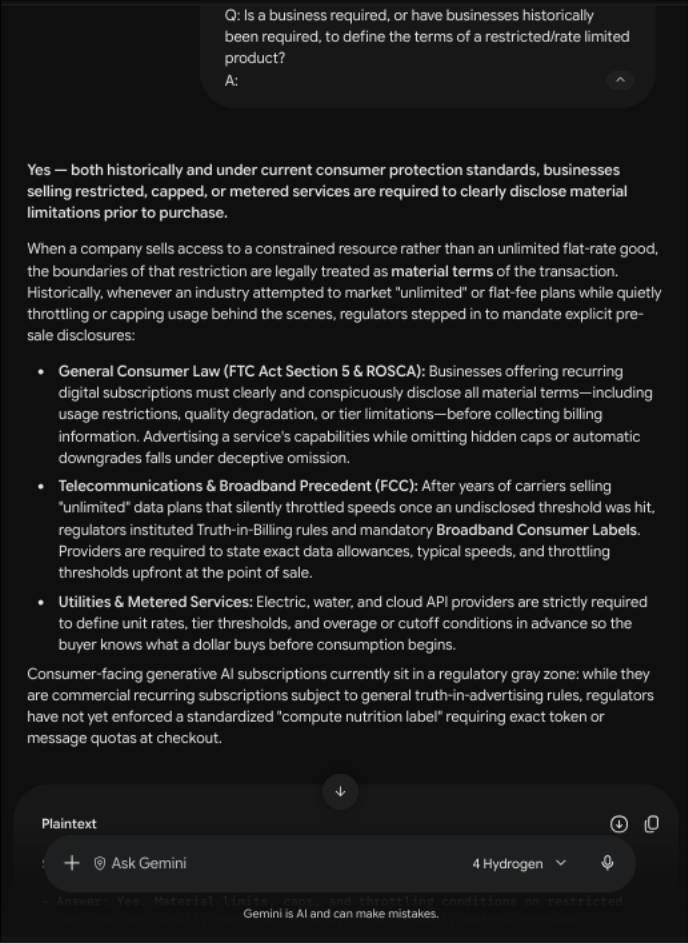 Q: Is a business required, or have businesses historically
been required, to define the terms of a restricted/rate limited
product?
A:
Yes — both historically and under current consumer protection standards, businesses
selling restricted, capped, or metered services are required to clearly disclose material
limitations prior to purchase.
When a company sells access to a constrained resource rather than an unlimited flat-rate good,
the boundaries of that restriction are legally treated as material terms of the transaction.
Historically, whenever an industry attempted to market "unlimited" or flat-fee plans while quietly
throttling or capping usage behind the scenes, regulators stepped in to mandate explicit pre-
sale disclosures:
• General Consumer Law (FTC Act Section 5 & ROSCA): Businesses offering recurring
digital subscriptions must clearly and conspicuously disclose all material terms—including
usage restrictions, quality degradation, or tier limitations—before collecting billing
information. Advertising a service's capabilities while omitting hidden caps or automatic
downgrades falls under deceptive omission.
• Telecommunications & Broadband Precedent (FCC): After years of carriers selling
"unlimited" data plans that silently throttled speeds once an undisclosed threshold was hit,
regulators instituted Truth-in-Billing rules and mandatory Broadband Consumer Labels.
Providers are required to state exact data allowances, typical speeds, and throttling
thresholds upfront at the point of sale.
• Utilities & Metered Services: Electric, water, and cloud API providers are strictly required
to define unit rates, tier thresholds, and overage or cutoff conditions in advance so the
buyer knows what a dollar buys before consumption begins.
Consumer-facing generative AI subscriptions currently sit in a regulatory gray zone: while they
are commercial recurring subscriptions subject to general truth-in-advertising rules, regulators
have not yet enforced a standardized "compute nutrition label" requiring exact token or
message quotas at checkout.
Plaintext
Ask Gemini
4 Hydrogen
- Answer: Yes. Material limits, caps, and throttling conditions on restricted
Gemini is AI and can make mistakes.